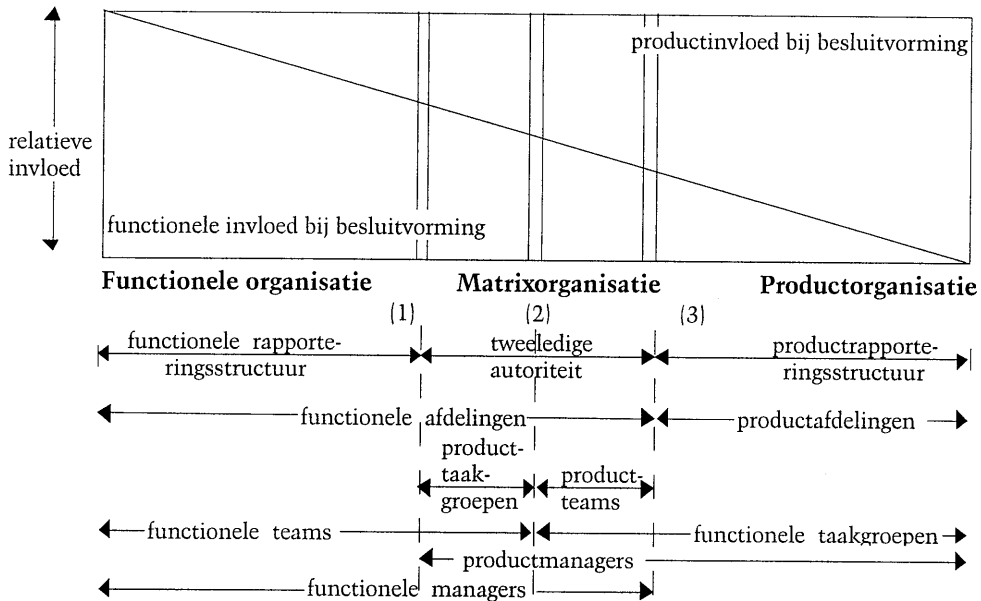 productinvloed bij besluitvorming
relatieve
invloed
functionele invloed bij besluitvorming
Functionele organisatie Matrixorganisatie Productorganisatie
(1) (2) (3)
functionele rapporte-
ringsstructuur
tweeledige
autoriteit
productrapporte-
ringsstructuur
functionele afdelingen productafdelingen
product-
taak-
groepen
product-
teams
functionele teams functionele taakgroepen
productmanagers
functionele managers